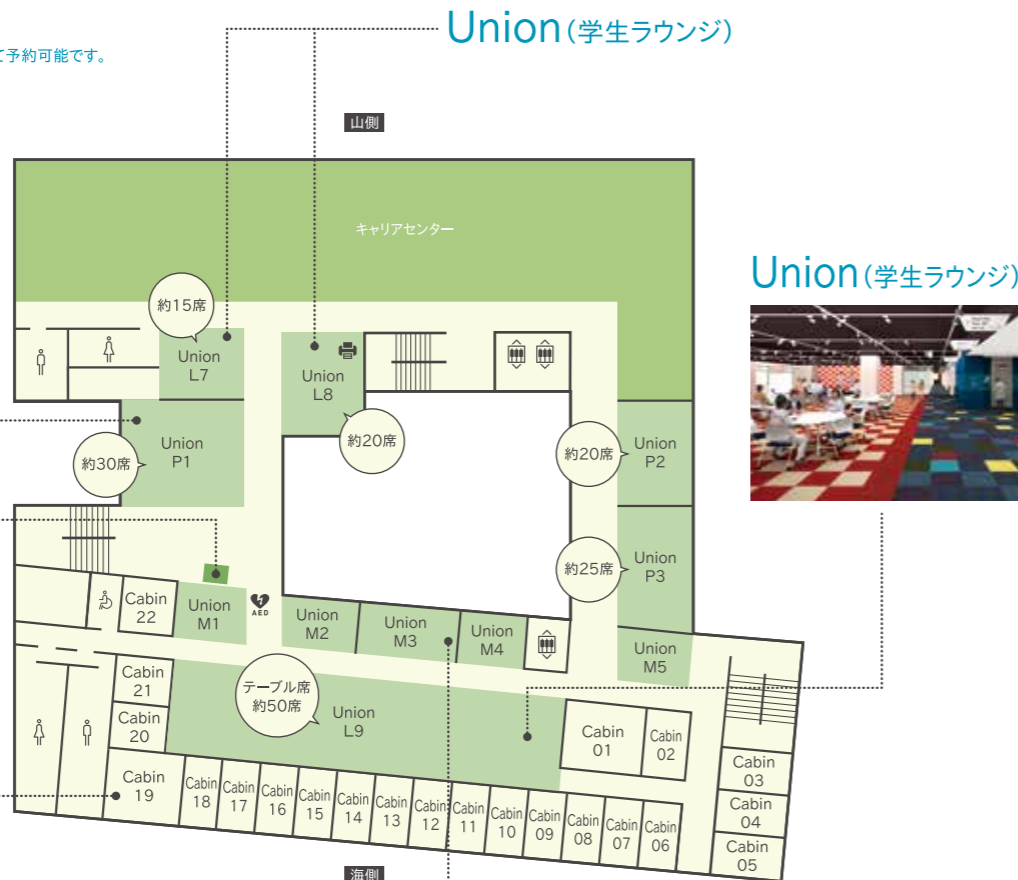 Union(学生ラウンジ)
て予約可能です。
山側
キャリアセンター
Union(学生ラウンジ)
約15席
Union
L7
Union
L8
約20席
Union
P1
約30席
約20席
Union
P2
約25席
Union
P3
Cabin
22
Union
M1
AED
Union
M2
Union
M3
Union
M4
Union
M5
Cabin
21
Cabin
20
テーブル席
約50席
Union
L9
Cabin
01
Cabin
02
Cabin
03
Cabin
04
Cabin
05
Cabin
19
Cabin
18
Cabin
17
Cabin
16
Cabin
15
Cabin
14
Cabin
13
Cabin
12
Cabin
11
Cabin
10
Cabin
09
Cabin
08
Cabin
07
Cabin
06
海側